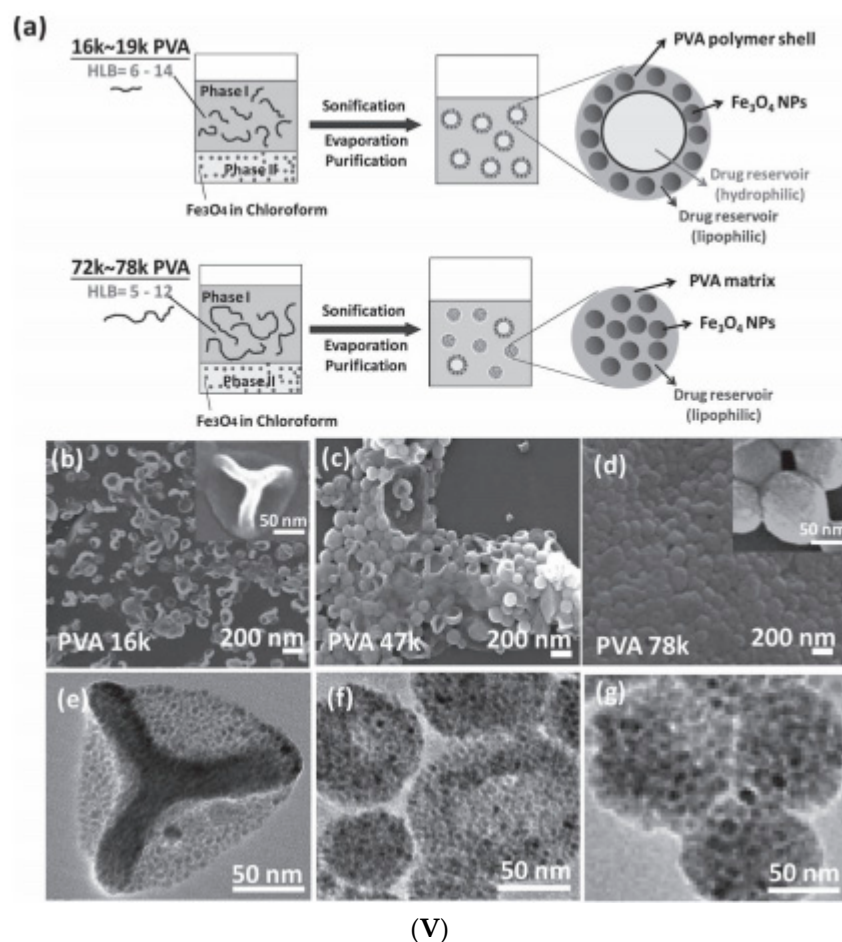 (a)
16k~19k PVA
HLB= 6 - 14
Phase I
Phase II
Fe3O4 in Chloroform
Sonification
Evaporation
Purification
PVA polymer shell
Fe₃O₄ NPs
Drug reservoir
(hydrophilic)
Drug reservoir
(lipophilic)
72k~78k PVA
HLB= 5 - 12
Phase I
Phase II
Fe3O4 in Chloroform
Sonification
Evaporation
Purification
PVA matrix
Fe₃O₄ NPs
Drug reservoir
(lipophilic)
(b)
50 nm
PVA 16k
200 nm
(c)
PVA 47k
200 nm
(d)
50 nm
PVA 78k
200 nm
(e)
50 nm
(f)
50 nm
(g)
50 nm
(V)